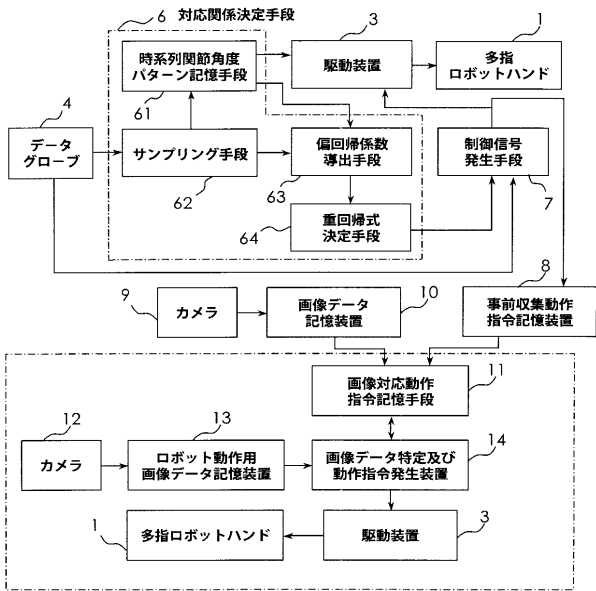 6 対応関係決定手段
時系列関節角度
パターン記憶手段
61
3
駆動装置
1
多指
ロボットハンド
4
データ
グローブ
サンプリング手段
62
偏回帰係数
導出手段
63
制御信号
発生手段
7
重回帰式
決定手段
64
8
事前収集動作
指令記憶装置
9
カメラ
10
画像データ
記憶装置
11
画像対応動作
指令記憶手段
12
カメラ
13
ロボット動作用
画像データ記憶装置
14
画像データ特定及び
動作指令発生装置
1
多指ロボットハンド
3
駆動装置